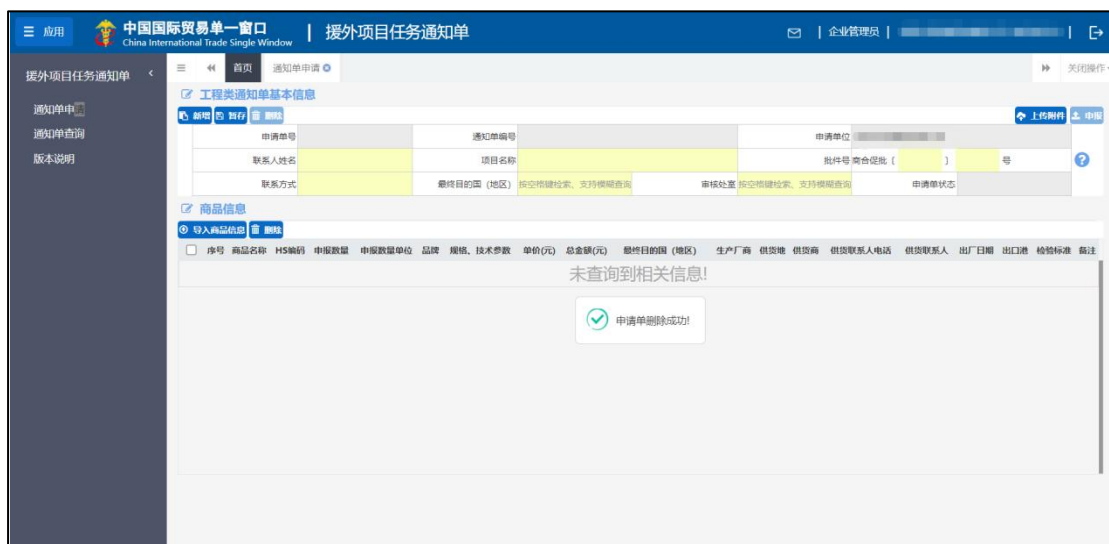 应用 中国国际贸易单一窗口 | 援外项目任务通知单 | 企业管理员 | |
China International Trade Single Window
援外项目任务通知单 首页 通知单申请 关闭操作
通知单申
通知单查询
版本说明
工程类通知单基本信息
新增 暂存 删除 上传附件 申报
申请单号 通知单编号 申请单位
联系人姓名 项目名称 批件号 商合促批 ( ) 号
联系方式 最终目的国 (地区) 按空格键检索、支持模糊查询 审核处室 按空格键检索、支持模糊查询 申请单状态
商品信息
导入商品信息 删除
序号 商品名称 HS编码 申报数量 申报数量单位 品牌 规格、技术参数 单价(元) 总金额(元) 最终目的国 (地区) 生产厂商 供货地 供货商 供货联系人电话 供货联系人 出厂日期 出口港 检验标准 备注
未查询到相关信息!
申请单删除成功!